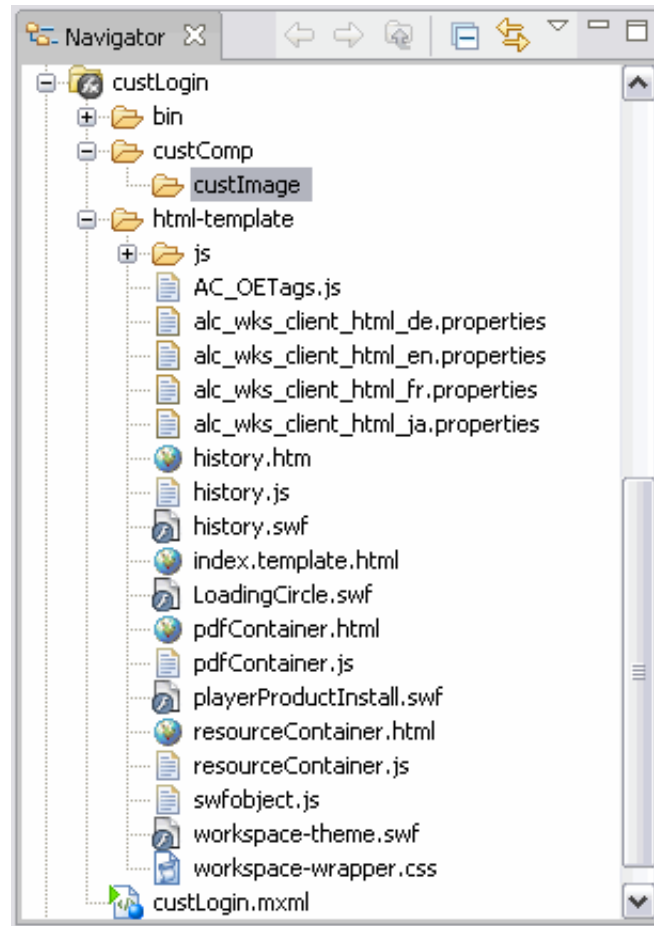 Navigator
custLogin
bin
custComp
custImage
html-template
js
AC_OETags.js
alc_wks_client_html_de.properties
alc_wks_client_html_en.properties
alc_wks_client_html_fr.properties
alc_wks_client_html_ja.properties
history.htm
history.js
history.swf
index.template.html
LoadingCircle.swf
pdfContainer.html
pdfContainer.js
playerProductInstall.swf
resourceContainer.html
resourceContainer.js
swfobject.js
workspace-theme.swf
workspace-wrapper.css
custLogin.mxml